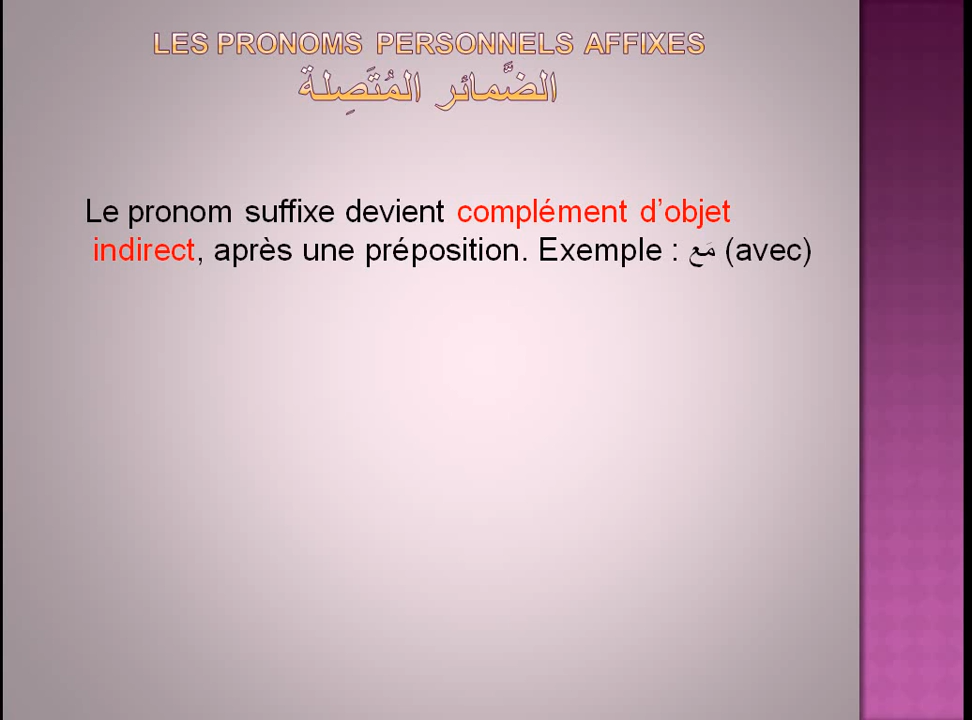 LES PRONOMS PERSONNELS AFFIXES
الضَّمائر المُتَصِلة
Le pronom suffixe devient complément d’objet
indirect, après une préposition. Exemple : مَع (avec)